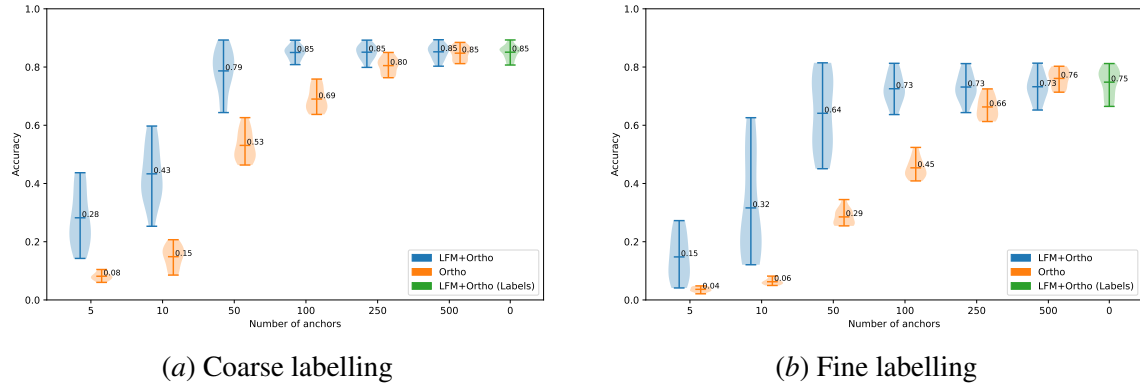 1.0
0.8
0.6
0.4
0.2
0.0
Accuracy
0.28
0.08
0.43
0.15
0.79
0.53
0.85
0.69
0.85
0.80
0.85
0.85
0.85
LFM+Ortho
Ortho
LFM+Ortho (Labels)
5 10 50 100 250 500 0
Number of anchors
(a) Coarse labelling
1.0
0.8
0.6
0.4
0.2
0.0
Accuracy
0.15
0.04
0.32
0.06
0.64
0.29
0.73
0.45
0.73
0.66
0.73
0.76
0.75
LFM+Ortho
Ortho
LFM+Ortho (Labels)
5 10 50 100 250 500 0
Number of anchors
(b) Fine labelling